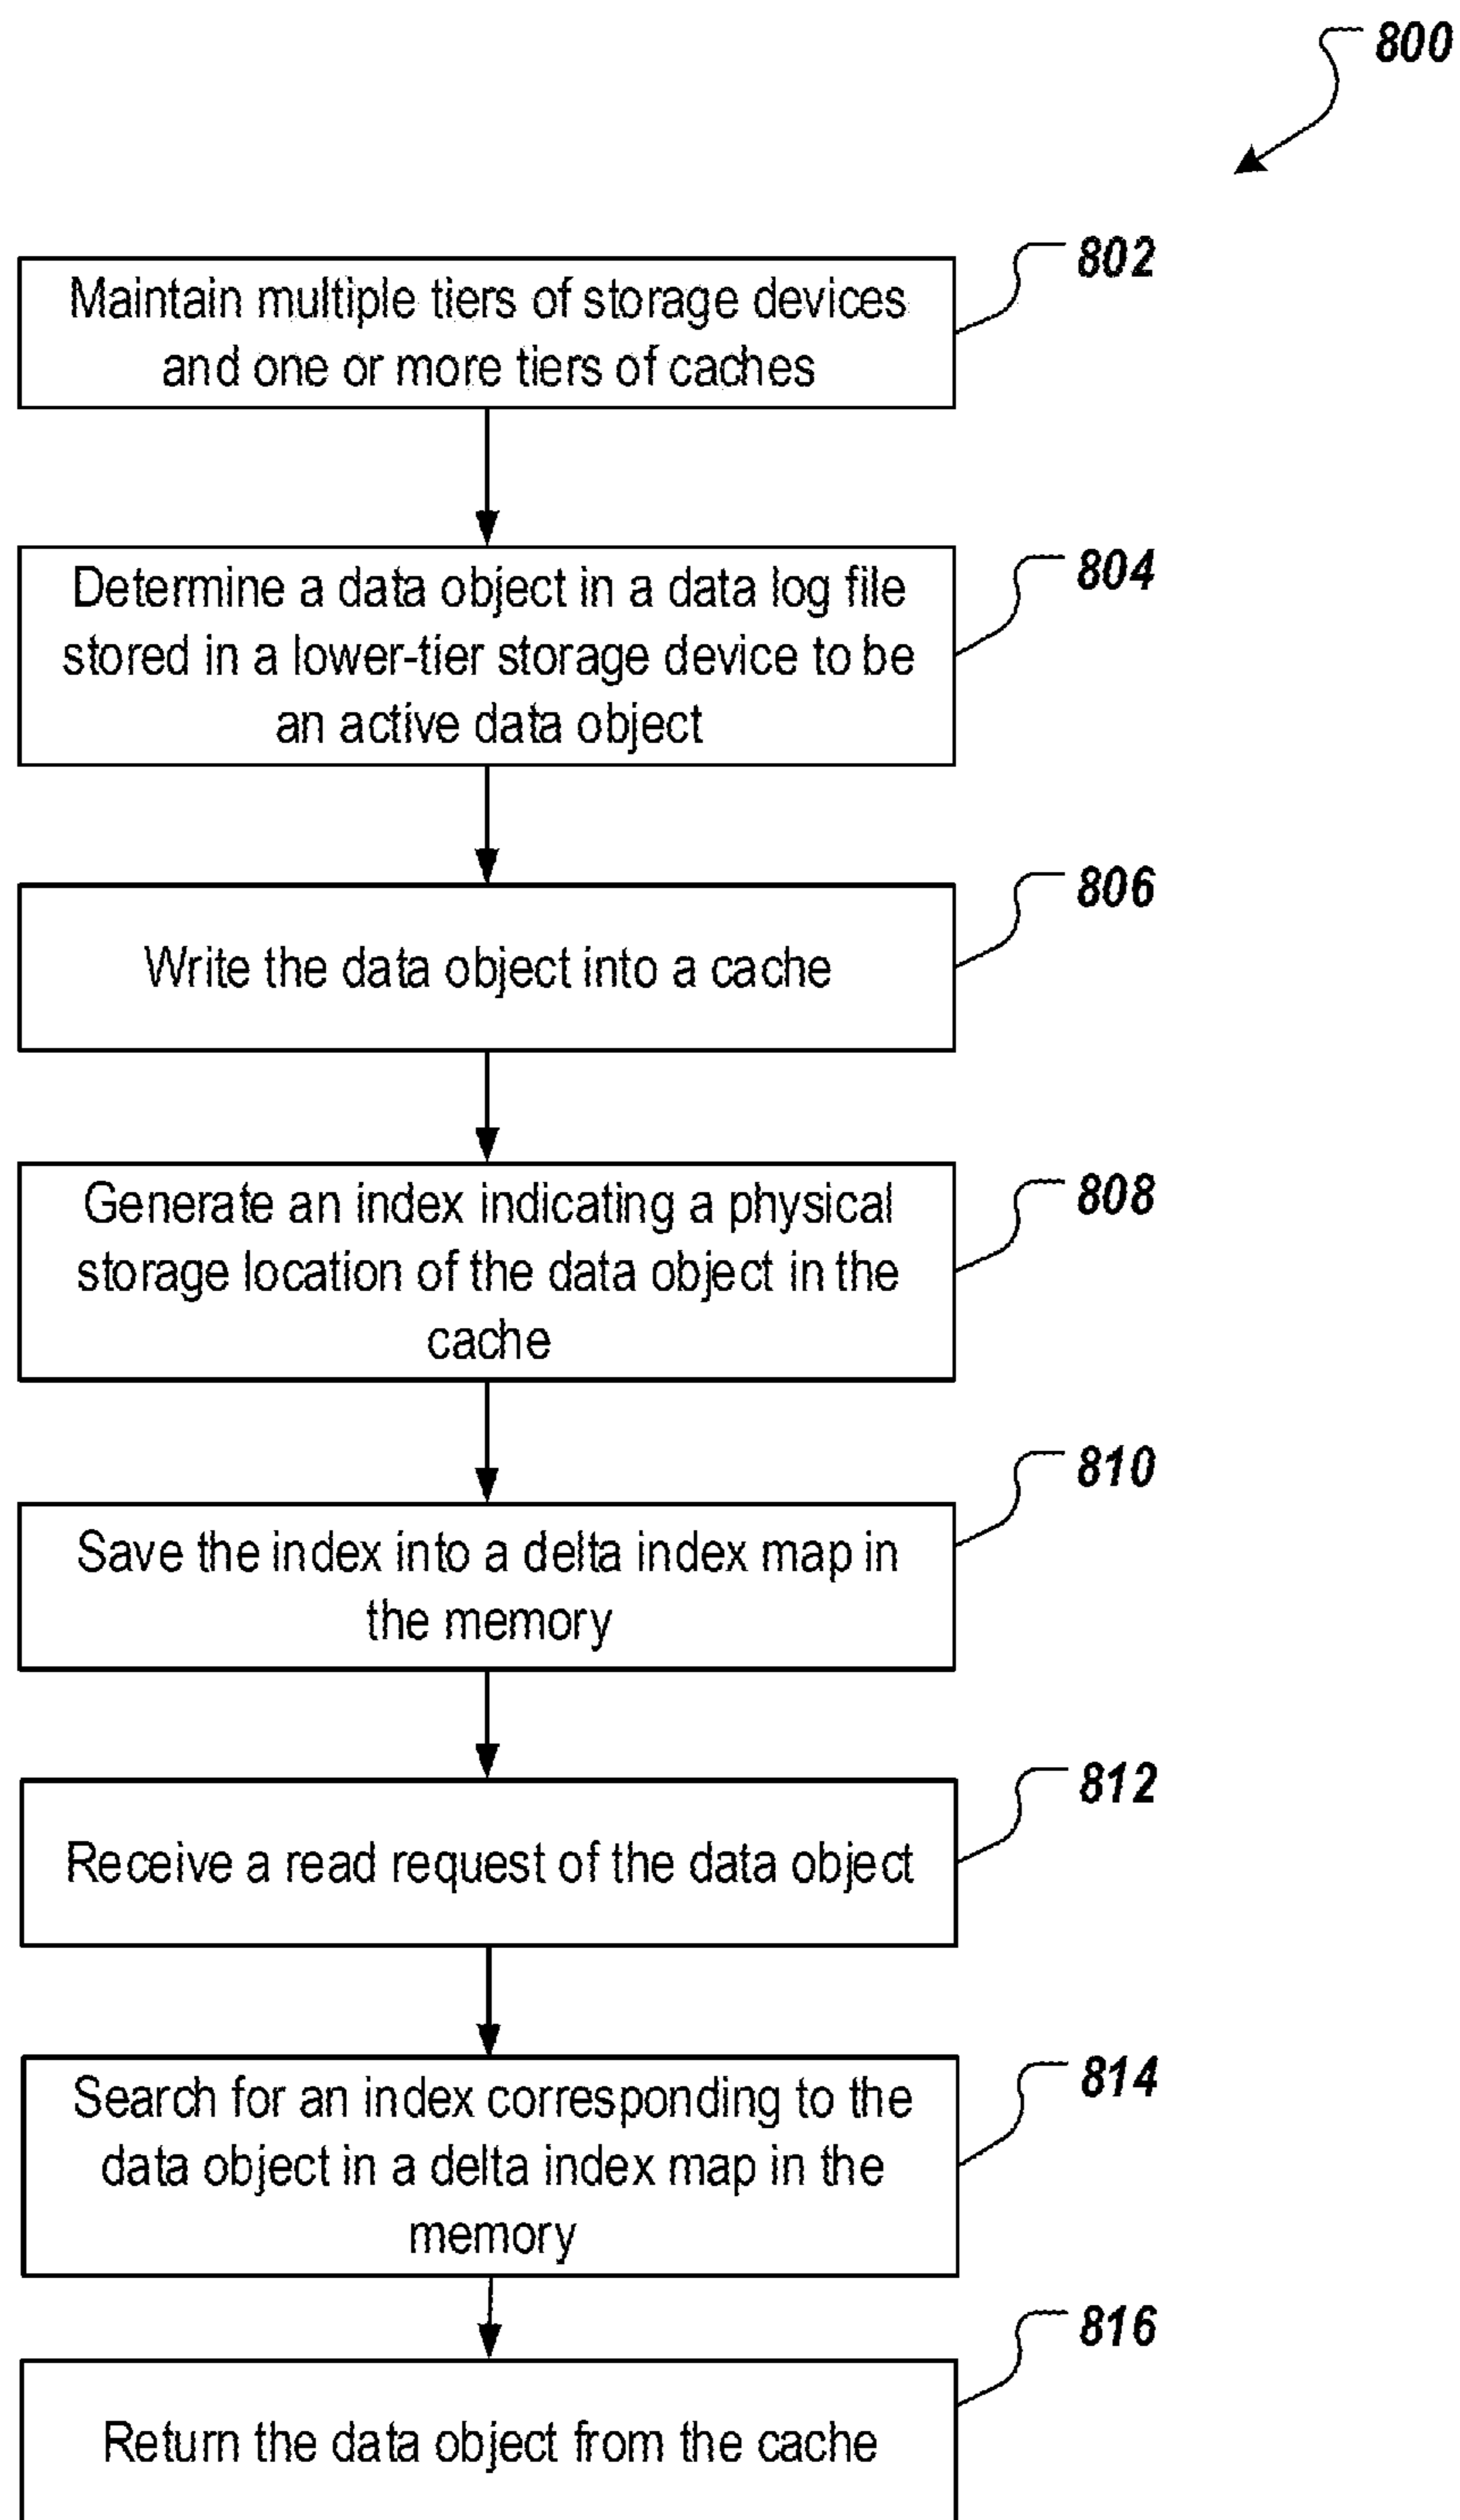 800
802
Maintain multiple tiers of storage devices
and one or more tiers of caches
804
Determine a data object in a data log file
stored in a lower-tier storage device to be
an active data object
806
Write the data object into a cache
808
Generate an index indicating a physical
storage location of the data object in the
cache
810
Save the index into a delta index map in
the memory
812
Receive a read request of the data object
814
Search for an index corresponding to the
data object in a delta index map in the
memory
816
Return the data object from the cache